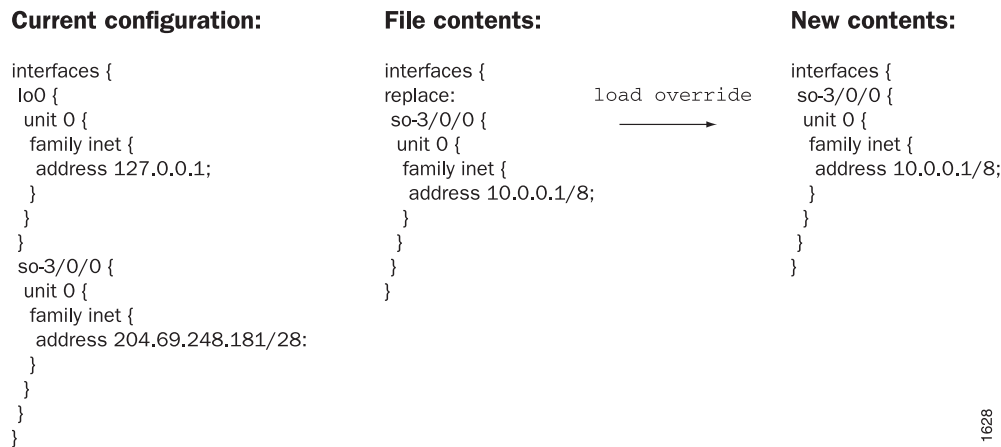 Current configuration:
interfaces {
lo0 {
unit 0 {
family inet {
address 127.0.0.1;
}
}
}
so-3/0/0 {
unit 0 {
family inet {
address 204.69.248.181/28:
}
}
}
}
File contents:
interfaces {
replace:
so-3/0/0 {
unit 0 {
family inet {
address 10.0.0.1/8;
}
}
}
}
load override
New contents:
interfaces {
so-3/0/0 {
unit 0 {
family inet {
address 10.0.0.1/8;
}
}
}
}
1628